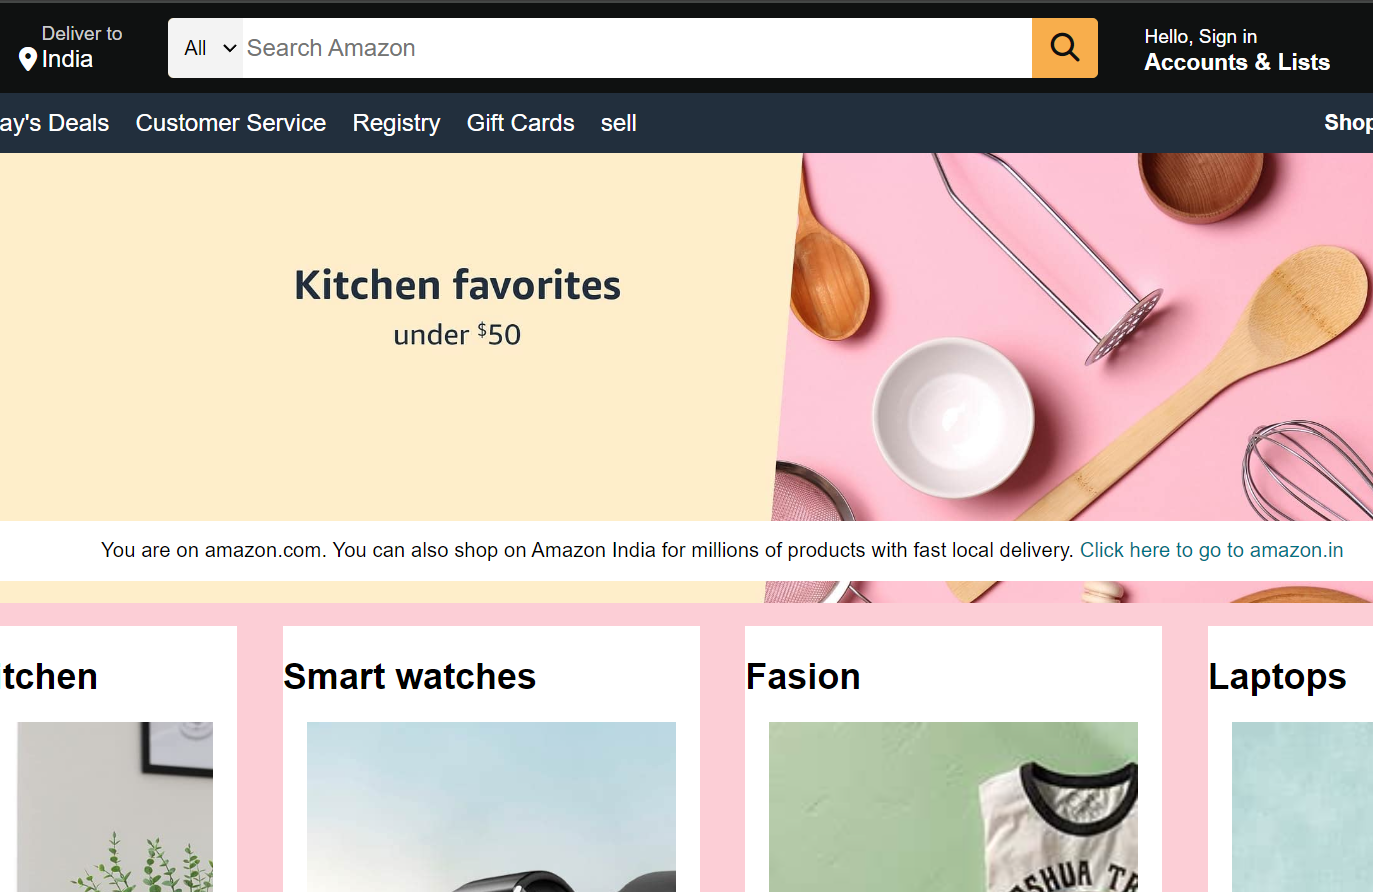 Deliver to
India
All
Search Amazon
Hello, Sign in
Accounts & Lists
ay's Deals
Customer Service
Registry
Gift Cards
sell
Shop
Kitchen favorites
under $50
You are on amazon.com. You can also shop on Amazon India for millions of products with fast local delivery. Click here to go to amazon.in
tchen
Smart watches
Fasion
Laptops
SHUA TR